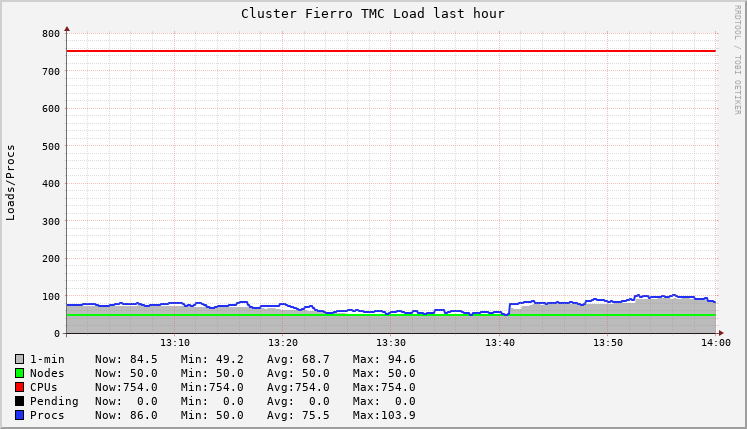 Cluster Fierro TMC Load last hour
RRDTOOL / TOBI OETIKER
Loads/Procs
800
700
600
500
400
300
200
100
0
13:10 13:20 13:30 13:40 13:50 14:00
1-min Now: 84.5 Min: 49.2 Avg: 68.7 Max: 94.6
Nodes Now: 50.0 Min: 50.0 Avg: 50.0 Max: 50.0
CPUs Now:754.0 Min:754.0 Avg:754.0 Max:754.0
Pending Now: 0.0 Min: 0.0 Avg: 0.0 Max: 0.0
Procs Now: 86.0 Min: 50.0 Avg: 75.5 Max:103.9